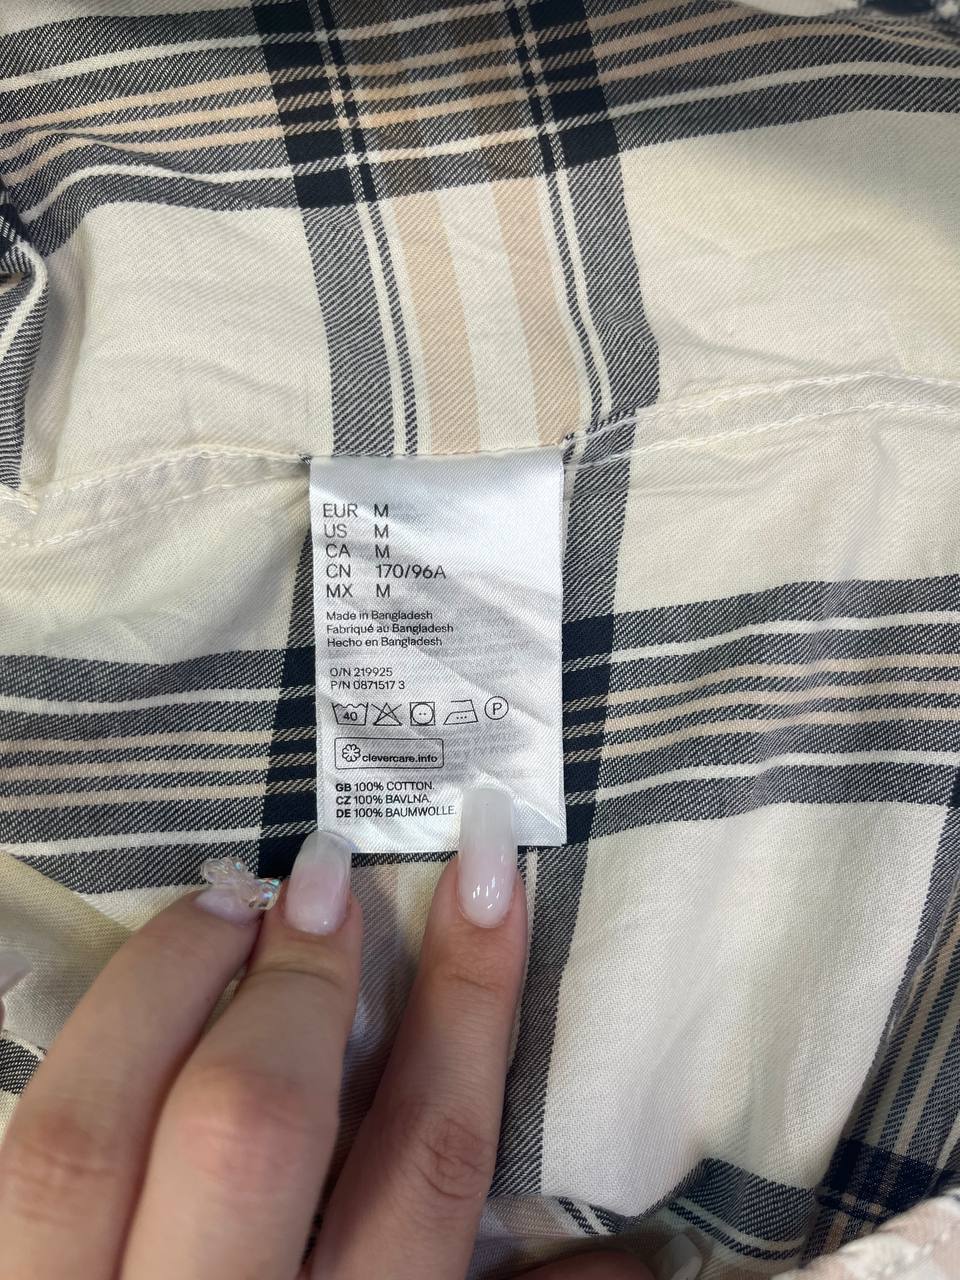 EUR M
US M
CA M
CN 170/96A
MX M
Made in Bangladesh
Fabriqué au Bangladesh
Hecho en Bangladesh
O/N 219925
P/N 0871517 3
40
P
clevercare.info
GB 100% COTTON.
CZ 100% BAVLNA.
DE 100% BAUMWOLLE.